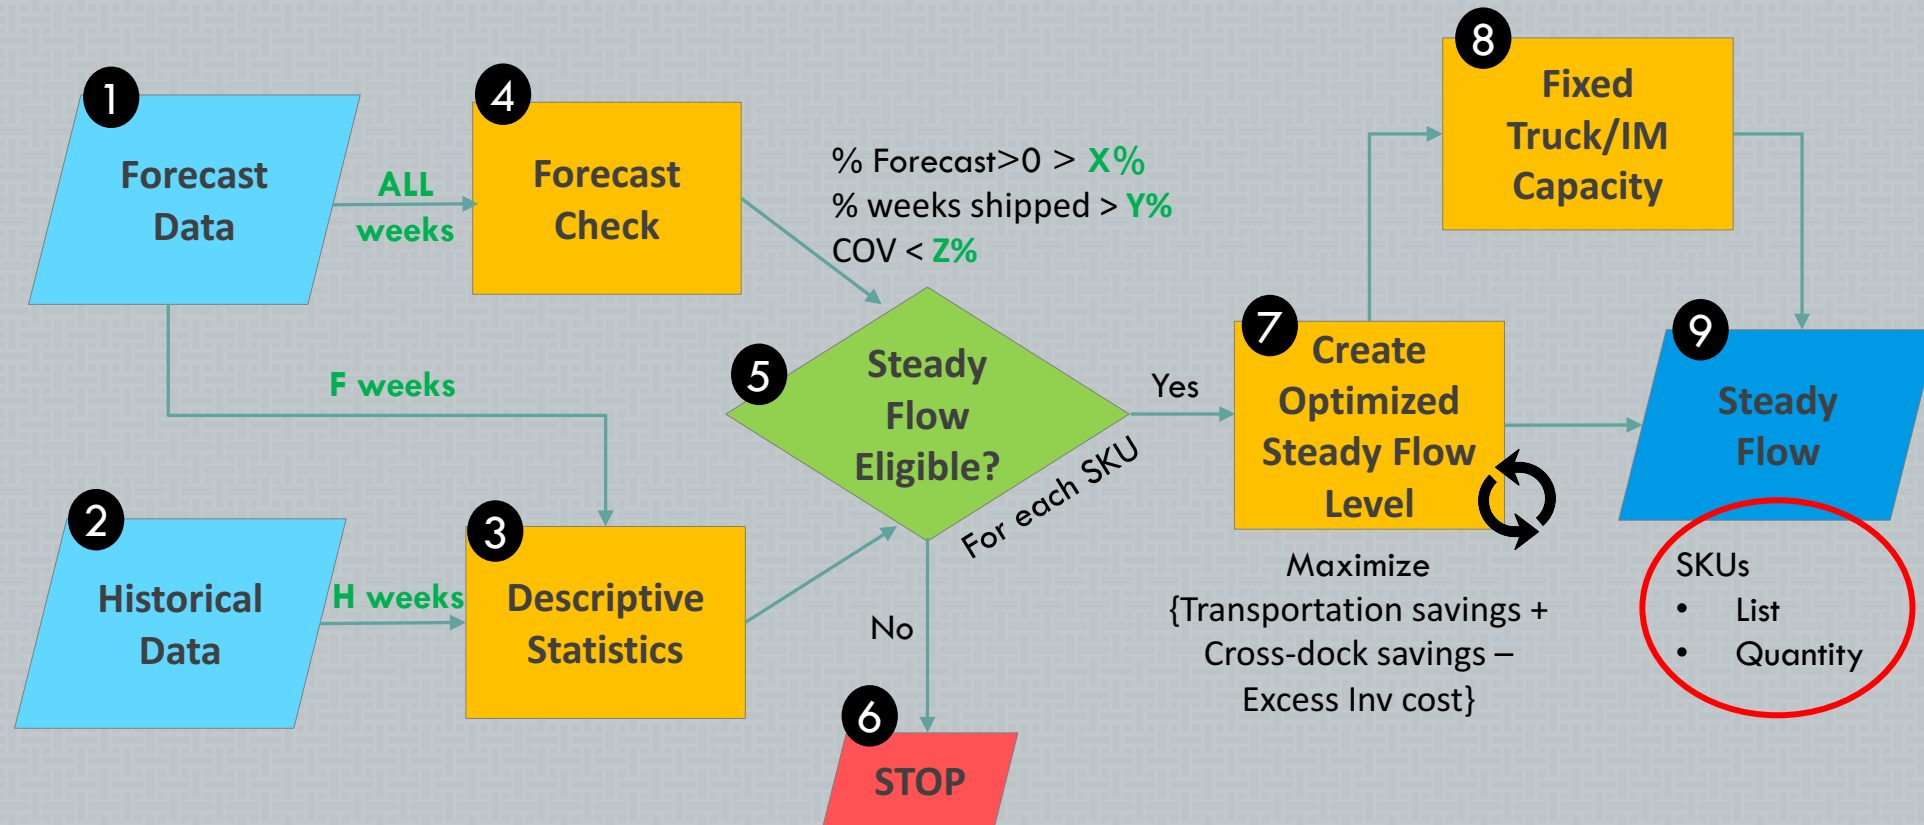 1
Forecast
Data
ALL
weeks
4
Forecast
Check
% Forecast>0 > X%
% weeks shipped > Y%
COV < Z%
8
Fixed
Truck/IM
Capacity
F weeks
5
Steady
Flow
Eligible?
For each SKU
Yes
7
Create
Optimized
Steady Flow
Level
9
Steady
Flow
2
Historical
Data
H weeks
3
Descriptive
Statistics
No
6
STOP
Maximize
{Transportation savings +
Cross-dock savings –
Excess Inv cost}
SKUs
• List
• Quantity